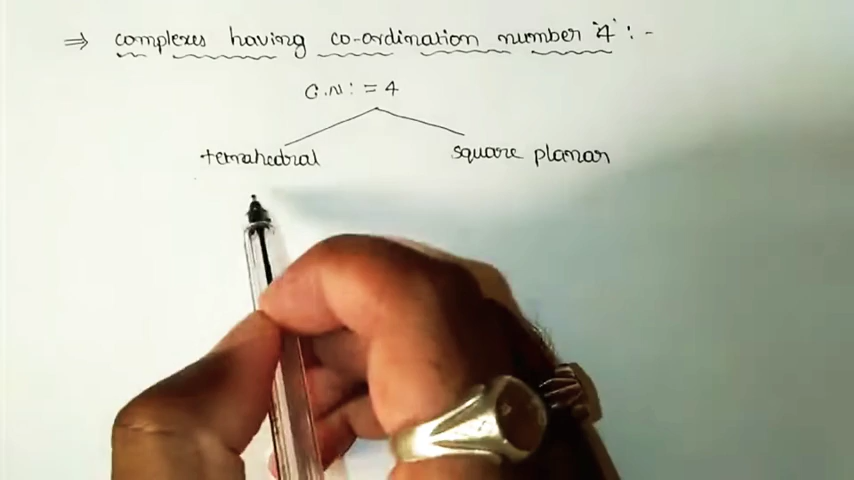 ⇒ complexes having co-ordination number '4' : -
C.N : = 4
tetrahedral square planar